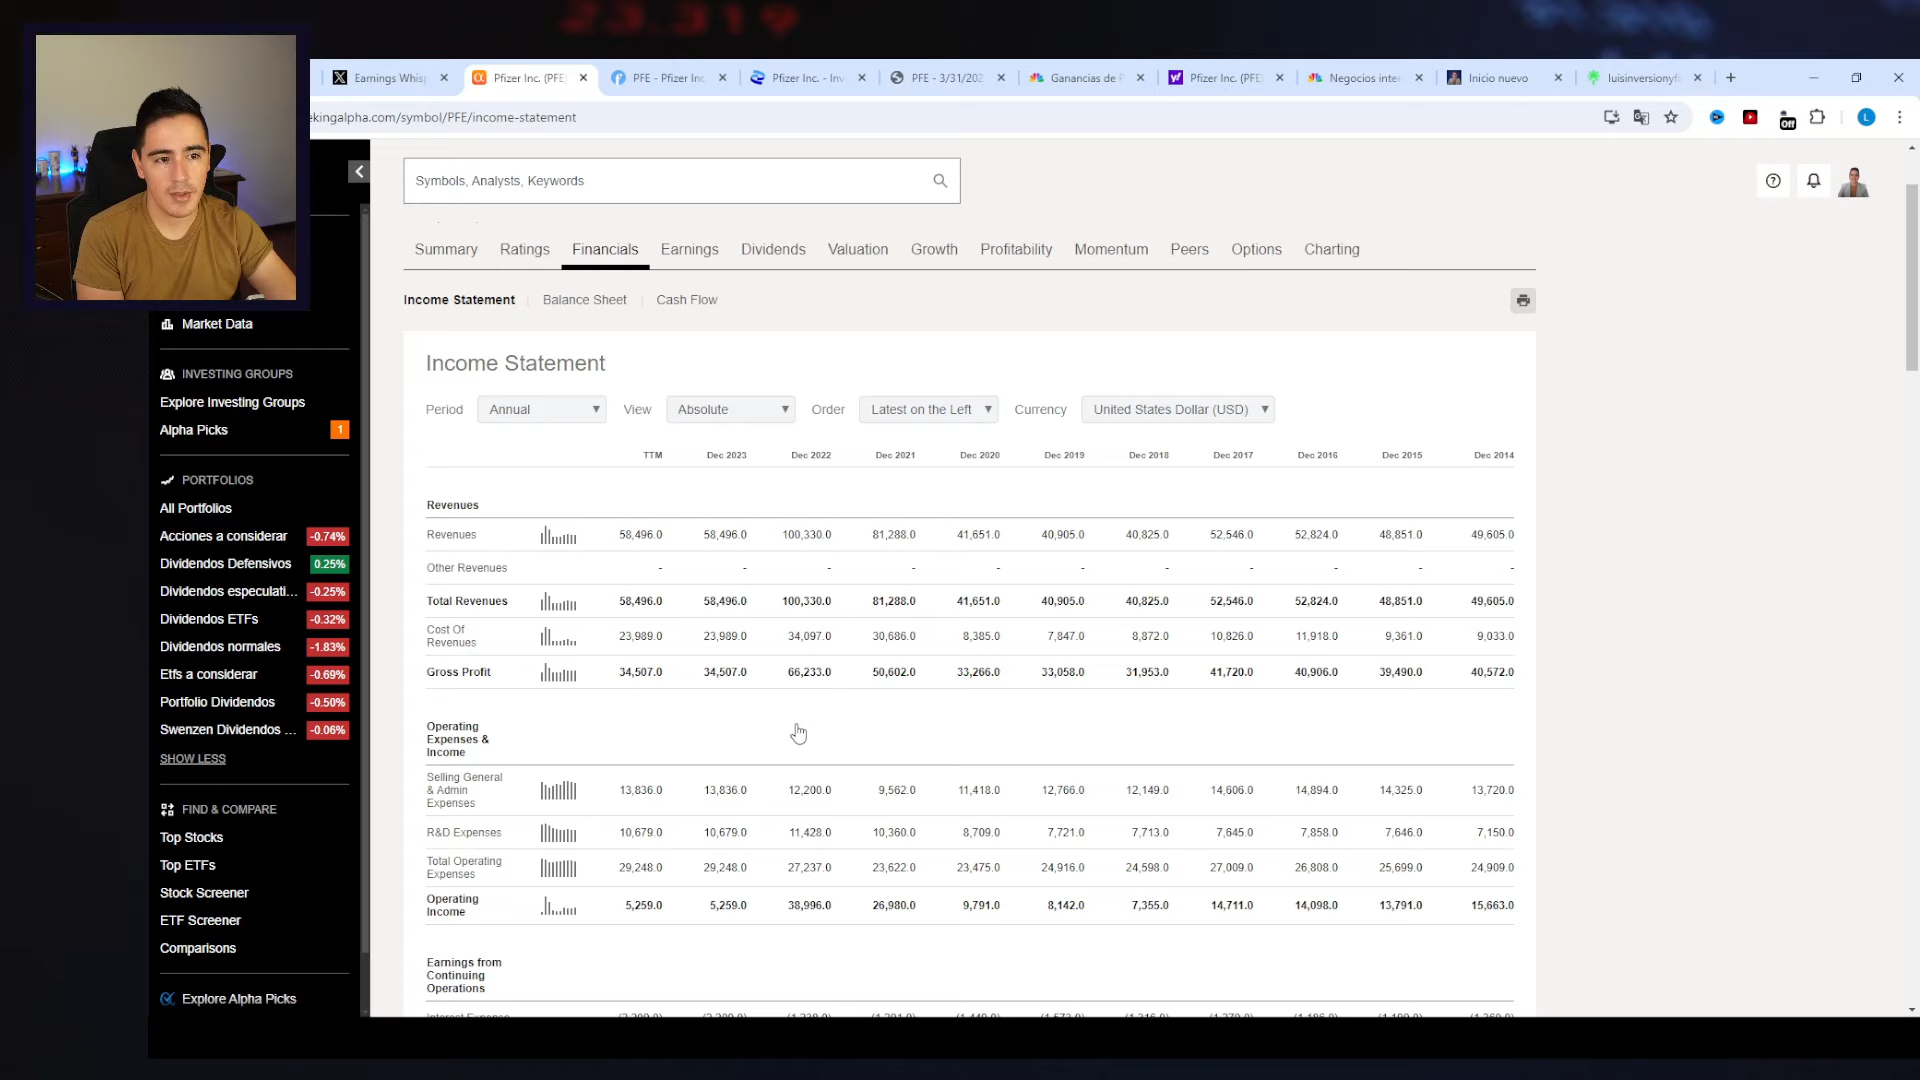 23.319
Earnings Whisp
Pfizer Inc. (PFE)
PFE - Pfizer Inc
Pfizer Inc. - Inv
PFE - 3/31/202
Ganancias de P
Pfizer Inc. (PFE)
Negocios inter
Inicio nuevo
luisinversionyfi
ekingalpha.com/symbol/PFE/income-statement
Off
L
Symbols, Analysts, Keywords
Summary Ratings Financials Earnings Dividends Valuation Growth Profitability Momentum Peers Options Charting
Income Statement Balance Sheet Cash Flow
Market Data
INVESTING GROUPS
Explore Investing Groups
Alpha Picks 1
PORTFOLIOS
All Portfolios
Acciones a considerar -0.74%
Dividendos Defensivos 0.25%
Dividendos especulati... -0.25%
Dividendos ETFs -0.32%
Dividendos normales -1.83%
Etfs a considerar -0.69%
Portfolio Dividendos -0.50%
Swenzen Dividendos ... -0.06%
SHOW LESS
FIND & COMPARE
Top Stocks
Top ETFs
Stock Screener
ETF Screener
Comparisons
Explore Alpha Picks
Income Statement
Period Annual View Absolute Order Latest on the Left Currency United States Dollar (USD)
TTM Dec 2023 Dec 2022 Dec 2021 Dec 2020 Dec 2019 Dec 2018 Dec 2017 Dec 2016 Dec 2015 Dec 2014
Revenues
Revenues 58,496.0 58,496.0 100,330.0 81,288.0 41,651.0 40,905.0 40,825.0 52,546.0 52,824.0 48,851.0 49,605.0
Other Revenues - - - - - - - - - - -
Total Revenues 58,496.0 58,496.0 100,330.0 81,288.0 41,651.0 40,905.0 40,825.0 52,546.0 52,824.0 48,851.0 49,605.0
Cost Of
Revenues 23,989.0 23,989.0 34,097.0 30,686.0 8,385.0 7,847.0 8,872.0 10,826.0 11,918.0 9,361.0 9,033.0
Gross Profit 34,507.0 34,507.0 66,233.0 50,602.0 33,266.0 33,058.0 31,953.0 41,720.0 40,906.0 39,490.0 40,572.0
Operating
Expenses &
Income
Selling General
& Admin
Expenses 13,836.0 13,836.0 12,200.0 9,562.0 11,418.0 12,766.0 12,149.0 14,606.0 14,894.0 14,325.0 13,720.0
R&D Expenses 10,679.0 10,679.0 11,428.0 10,360.0 8,709.0 7,721.0 7,713.0 7,645.0 7,858.0 7,646.0 7,150.0
Total Operating
Expenses 29,248.0 29,248.0 27,237.0 23,622.0 23,475.0 24,916.0 24,598.0 27,009.0 26,808.0 25,699.0 24,909.0
Operating
Income 5,259.0 5,259.0 38,996.0 26,980.0 9,791.0 8,142.0 7,355.0 14,711.0 14,098.0 13,791.0 15,663.0
Earnings from
Continuing
Operations
Interest Expense